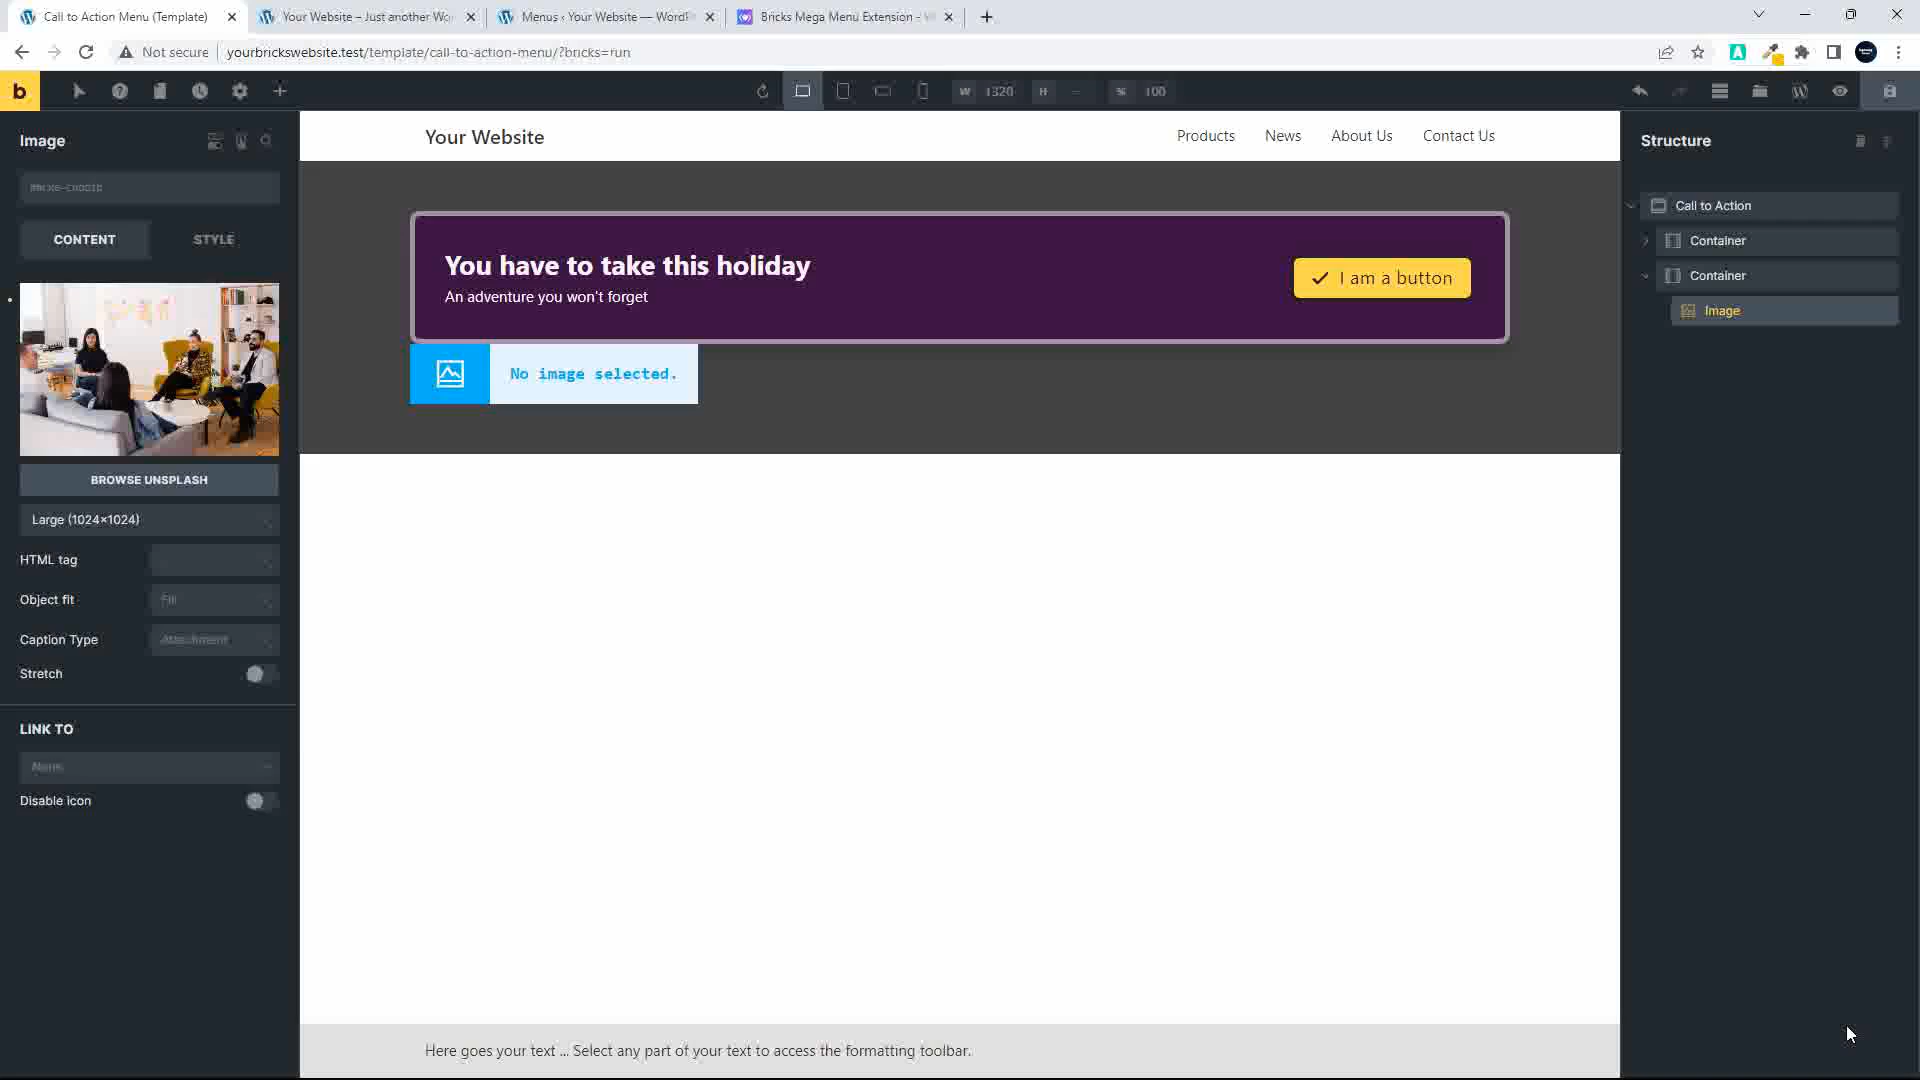 Call to Action Menu (Template)
Your Website – Just another Wo
Menus ‹ Your Website — WordP
Bricks Mega Menu Extension - W
Not secure
yourbrickswebsite.test/template/call-to-action-menu/?bricks=run
b
W 1320 H – % 100
Image
CONTENT
STYLE
BROWSE UNSPLASH
Large (1024×1024)
HTML tag
Object fit
Fill
Caption Type
Attachment
Stretch
LINK TO
None
Disable icon
Your Website
Products
News
About Us
Contact Us
You have to take this holiday
An adventure you won't forget
I am a button
No image selected.
Here goes your text ... Select any part of your text to access the formatting toolbar.
Structure
Call to Action
Container
Container
Image